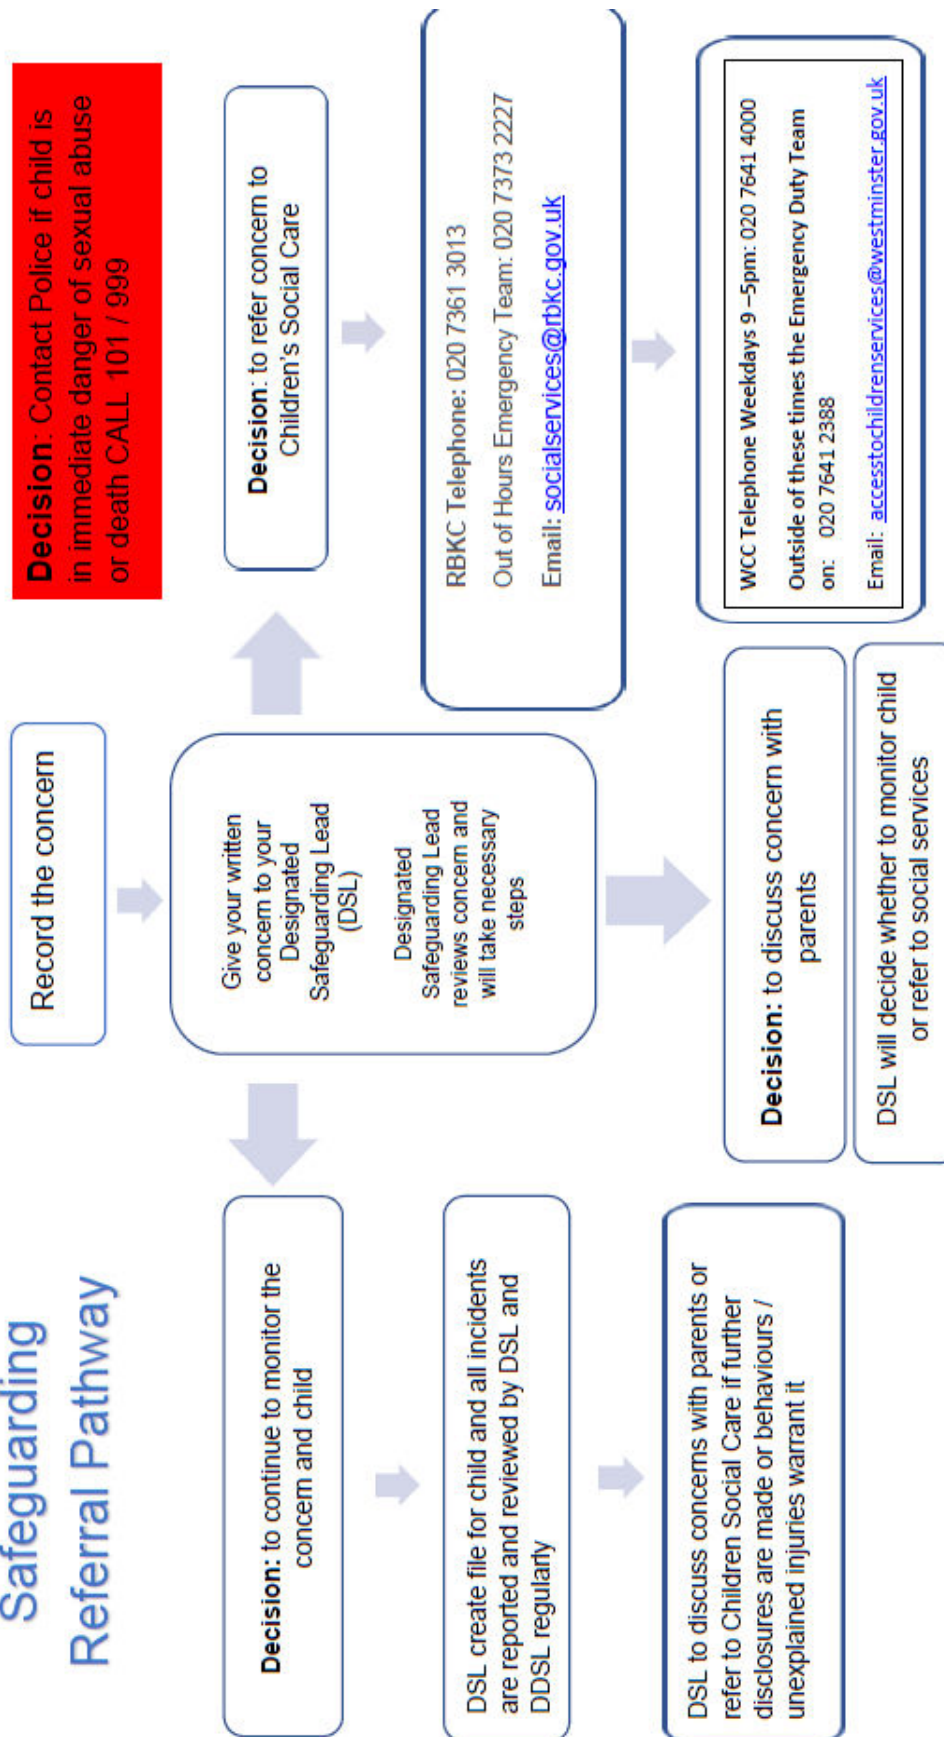 Safeguarding
Referral Pathway
Record the concern
Decision: Contact Police if child is
in immediate danger of sexual abuse
or death CALL 101 / 999
Give your written
concern to your
Designated
Safeguarding Lead
(DSL)
Designated
Safeguarding Lead
reviews concern and
will take necessary
steps
Decision: to continue to monitor the
concern and child
DSL create file for child and all incidents
are reported and reviewed by DSL and
DDSL regularly
DSL to discuss concerns with parents or
refer to Children Social Care if further
disclosures are made or behaviours /
unexplained injuries warrant it
Decision: to discuss concern with
parents
DSL will decide whether to monitor child
or refer to social services
Decision: to refer concern to
Children's Social Care
RBKC Telephone: 020 7361 3013
Out of Hours Emergency Team: 020 7373 2227
Email: socialservices@rbkc.gov.uk
WCC Telephone Weekdays 9 –5pm: 020 7641 4000
Outside of these times the Emergency Duty Team
on: 020 7641 2388
Email: accesstochildrenservices@westminster.gov.uk